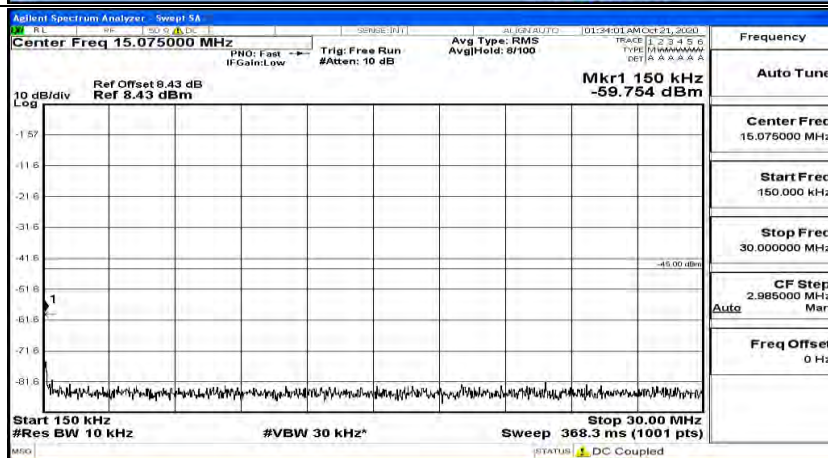 Agilent Spectrum Analyzer - Swept SA
RL RF 50 Ω DC SENSE:INT ALIGN AUTO 01:34:01 AM Oct 21, 2020
Center Freq 15.075000 MHz
PNO: Fast
IFGain:Low
Trig: Free Run
#Atten: 10 dB
Avg Type: RMS
Avg|Hold: 8/100
TRACE 1 2 3 4 5 6
TYPE M W W W W W
DET A A A A A A
Ref Offset 8.43 dB
10 dB/div Ref 8.43 dBm
Log
Mkr1 150 kHz
-59.754 dBm
-1.57
-11.6
-21.6
-31.6
-41.6
-45.00 dBm
-51.6
1
-61.6
-71.6
-81.6
Start 150 kHz
Stop 30.00 MHz
#Res BW 10 kHz #VBW 30 kHz* Sweep 368.3 ms (1001 pts)
MSG STATUS DC Coupled
Frequency
Auto Tune
Center Freq
15.075000 MHz
Start Freq
150.000 kHz
Stop Freq
30.000000 MHz
CF Step
2.985000 MHz
Auto Man
Freq Offset
0 Hz